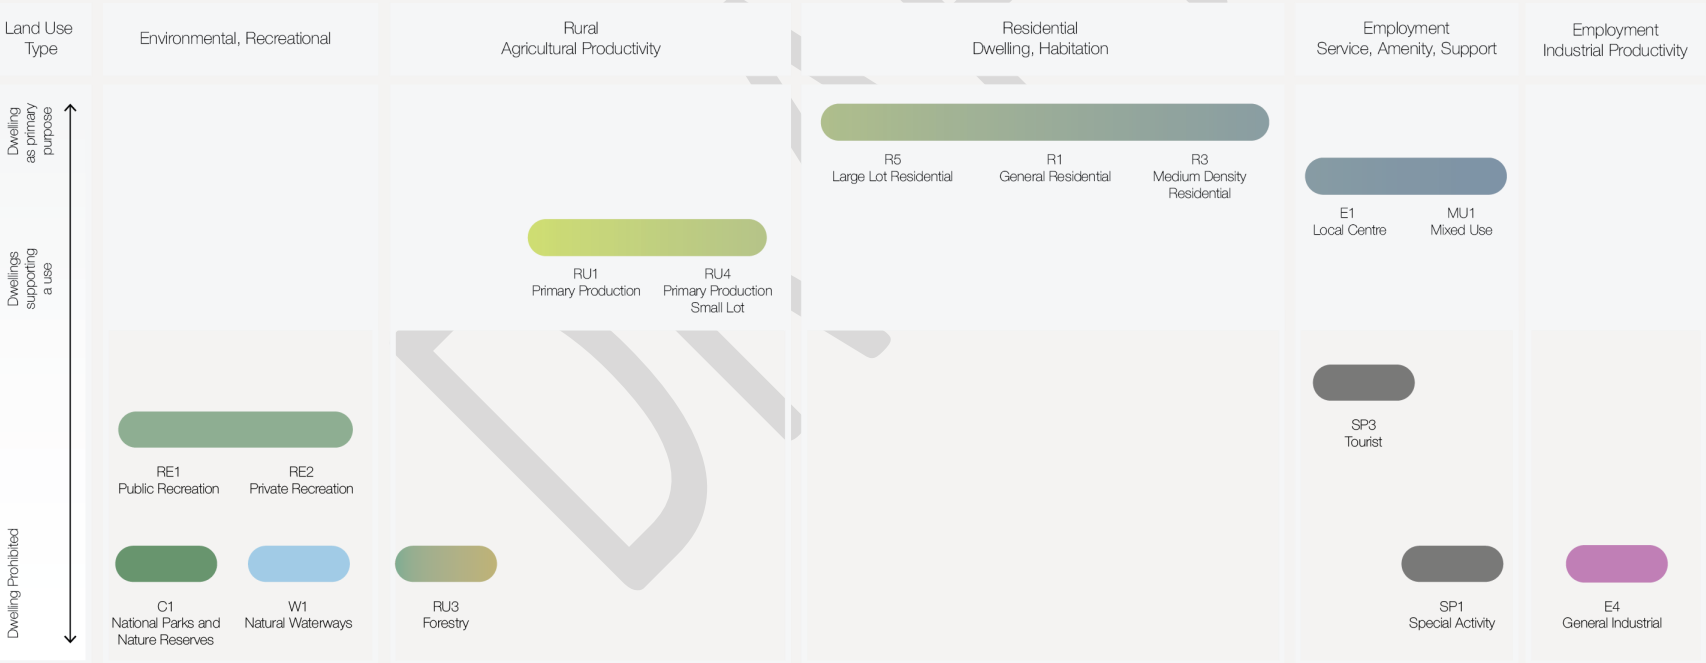 Land Use
Type
Environmental, Recreational
Rural
Agricultural Productivity
Residential
Dwelling, Habitation
Employment
Service, Amenity, Support
Employment
Industrial Productivity
Dwelling
as primary
purpose
Dwellings
supporting
a use
Dwelling Prohibited
R5
Large Lot Residential
R1
General Residential
R3
Medium Density
Residential
E1
Local Centre
MU1
Mixed Use
RU1
Primary Production
RU4
Primary Production
Small Lot
SP3
Tourist
RE1
Public Recreation
RE2
Private Recreation
C1
National Parks and
Nature Reserves
W1
Natural Waterways
RU3
Forestry
SP1
Special Activity
E4
General Industrial